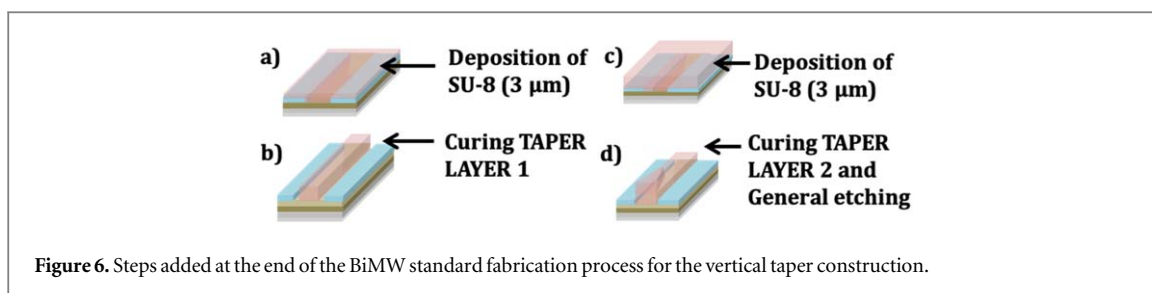 a)
Deposition of
SU-8 (3 µm)
b)
Curing TAPER
LAYER 1
c)
Deposition of
SU-8 (3 µm)
d)
Curing TAPER
LAYER 2 and
General etching
Figure 6. Steps added at the end of the BiMW standard fabrication process for the vertical taper construction.